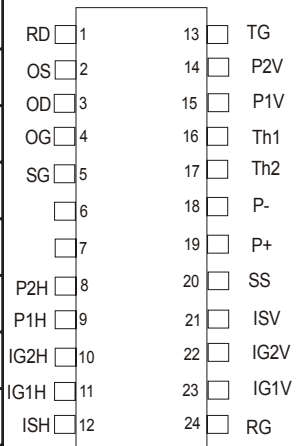 RD 1 13 TG
OS 2 14 P2V
OD 3 15 P1V
OG 4 16 Th1
SG 5 17 Th2
6 18 P-
7 19 P+
P2H 8 20 SS
P1H 9 21 ISV
IG2H 10 22 IG2V
IG1H 11 23 IG1V
ISH 12 24 RG